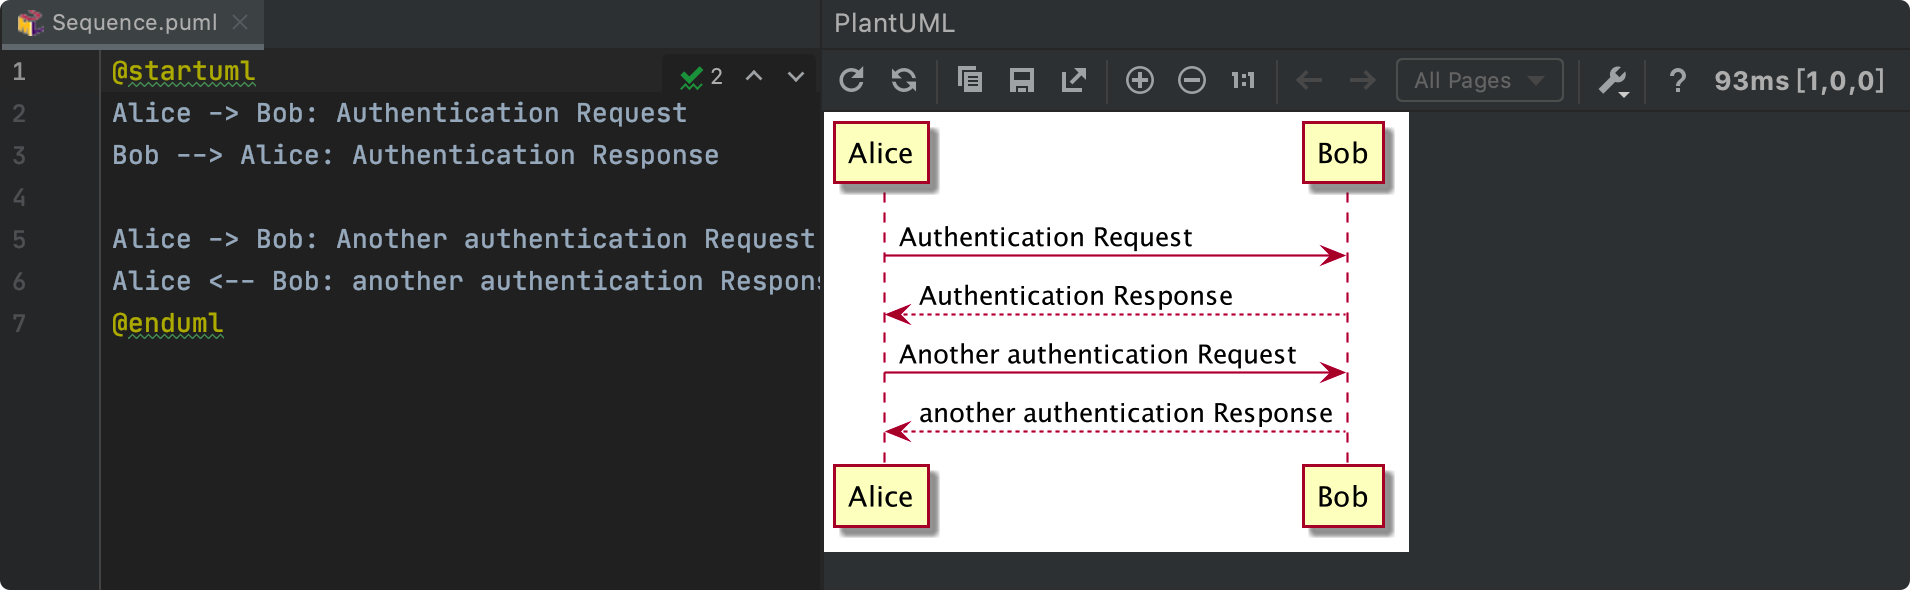 Sequence.puml
PlantUML
2
All Pages
1:1
? 93ms [1,0,0]
1 @startuml
2 Alice -> Bob: Authentication Request
3 Bob --> Alice: Authentication Response
4
5 Alice -> Bob: Another authentication Request
6 Alice <-- Bob: another authentication Respons
7 @enduml
Alice Bob
Authentication Request
Authentication Response
Another authentication Request
another authentication Response
Alice Bob